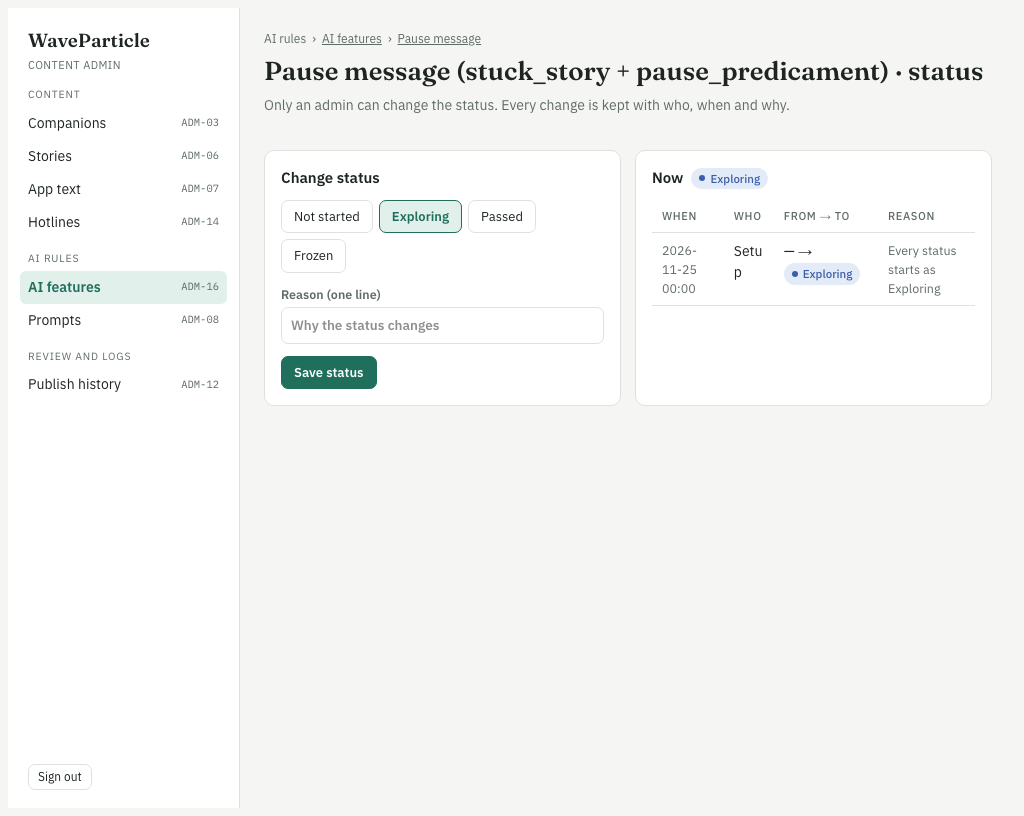 WaveParticle
CONTENT ADMIN
CONTENT
Companions ADM-03
Stories ADM-06
App text ADM-07
Hotlines ADM-14
AI RULES
AI features ADM-16
Prompts ADM-08
REVIEW AND LOGS
Publish history ADM-12
Sign out
AI rules › AI features › Pause message
Pause message (stuck_story + pause_predicament) · status
Only an admin can change the status. Every change is kept with who, when and why.
Change status
Not started Exploring Passed
Frozen
Reason (one line)
Why the status changes
Save status
Now Exploring
WHEN WHO FROM → TO REASON
2026- Setu — → Every status
11-25 p Exploring starts as
00:00 Exploring